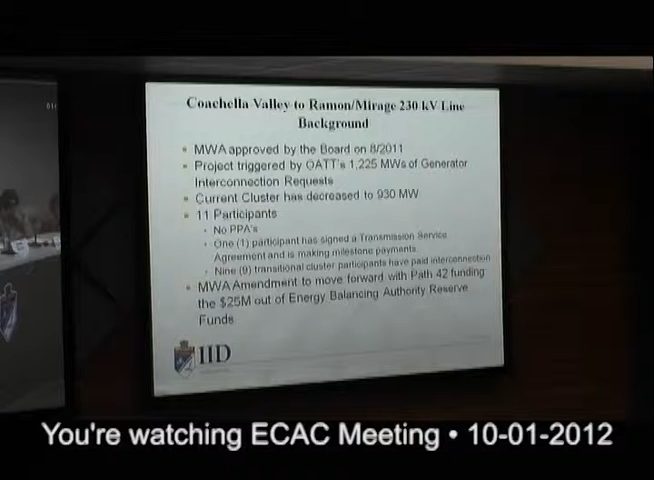 Coachella Valley to Ramon/Mirage 230 kV Line
Background
• MWA approved by the Board on 8/2011
• Project triggered by OATT's 1,225 MWs of Generator
Interconnection Requests
• Current Cluster has decreased to 930 MW
• 11 Participants
• No PPA's
• One (1) participant has signed a Transmission Service
Agreement and is making milestone payments.
• Nine (9) transitional cluster participants have paid interconnection
• MWA Amendment to move forward with Path 42 funding
the $25M out of Energy Balancing Authority Reserve
Funds
IID
You're watching ECAC Meeting • 10-01-2012